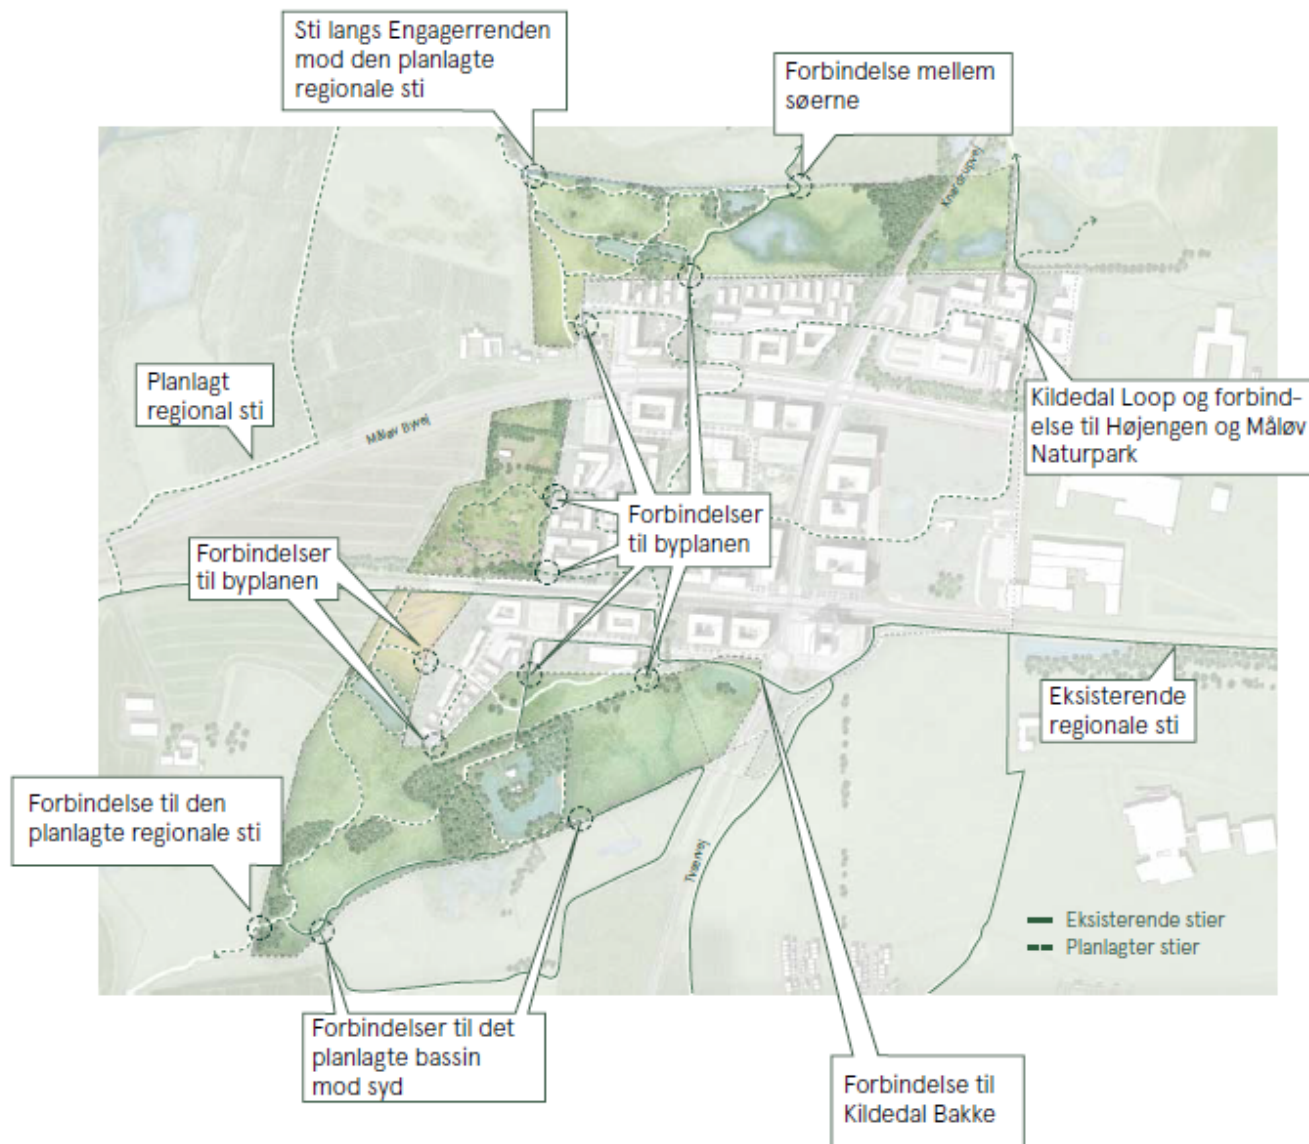 Sti langs Engagerrenden
mod den planlagte
regionale sti
Forbindelse mellem
søerne
Knardrupvej
Planlagt
regional sti
Måløv Byvej
Kildedal Loop og forbind-
else til Højengen og Måløv
Naturpark
Forbindelser
til byplanen
Forbindelser
til byplanen
Eksisterende
regionale sti
Forbindelse til den
planlagte regionale sti
Tværvej
Eksisterende stier
Planlagter stier
Forbindelser til det
planlagte bassin
mod syd
Forbindelse til
Kildedal Bakke